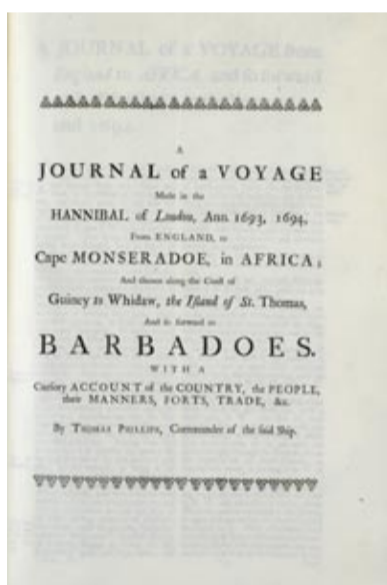 A
JOURNAL of a VOYAGE
Made in the
HANNIBAL of London, Ann. 1693, 1694,
From ENGLAND, to
Cape MONSERADOE, in AFRICA;
And thence along the Coast of
Guiney to Whidaw, the Island of St. Thomas,
And so forward to
BARBADOES.
WITH A
Cursory ACCOUNT of the COUNTRY, the PEOPLE,
their MANNERS, FORTS, TRADE, &c.
By THOMAS PHILLIPS, Commander of the said Ship.